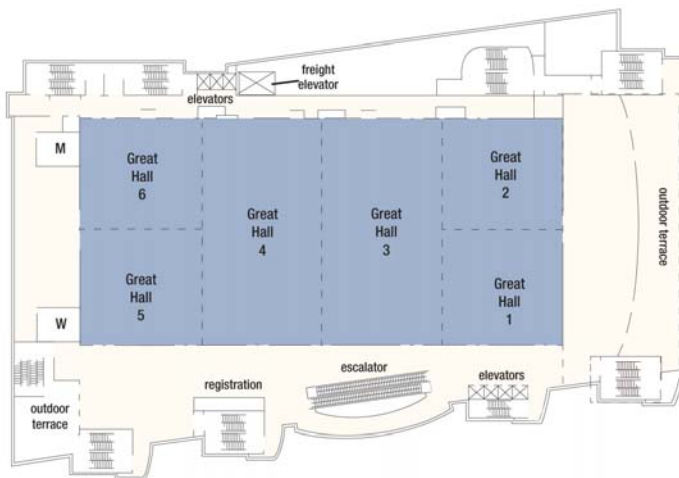 freight
elevator
elevators
M
Great
Hall
6
Great
Hall
4
Great
Hall
3
Great
Hall
2
outdoor terrace
Great
Hall
5
Great
Hall
1
W
escalator
registration
elevators
outdoor
terrace